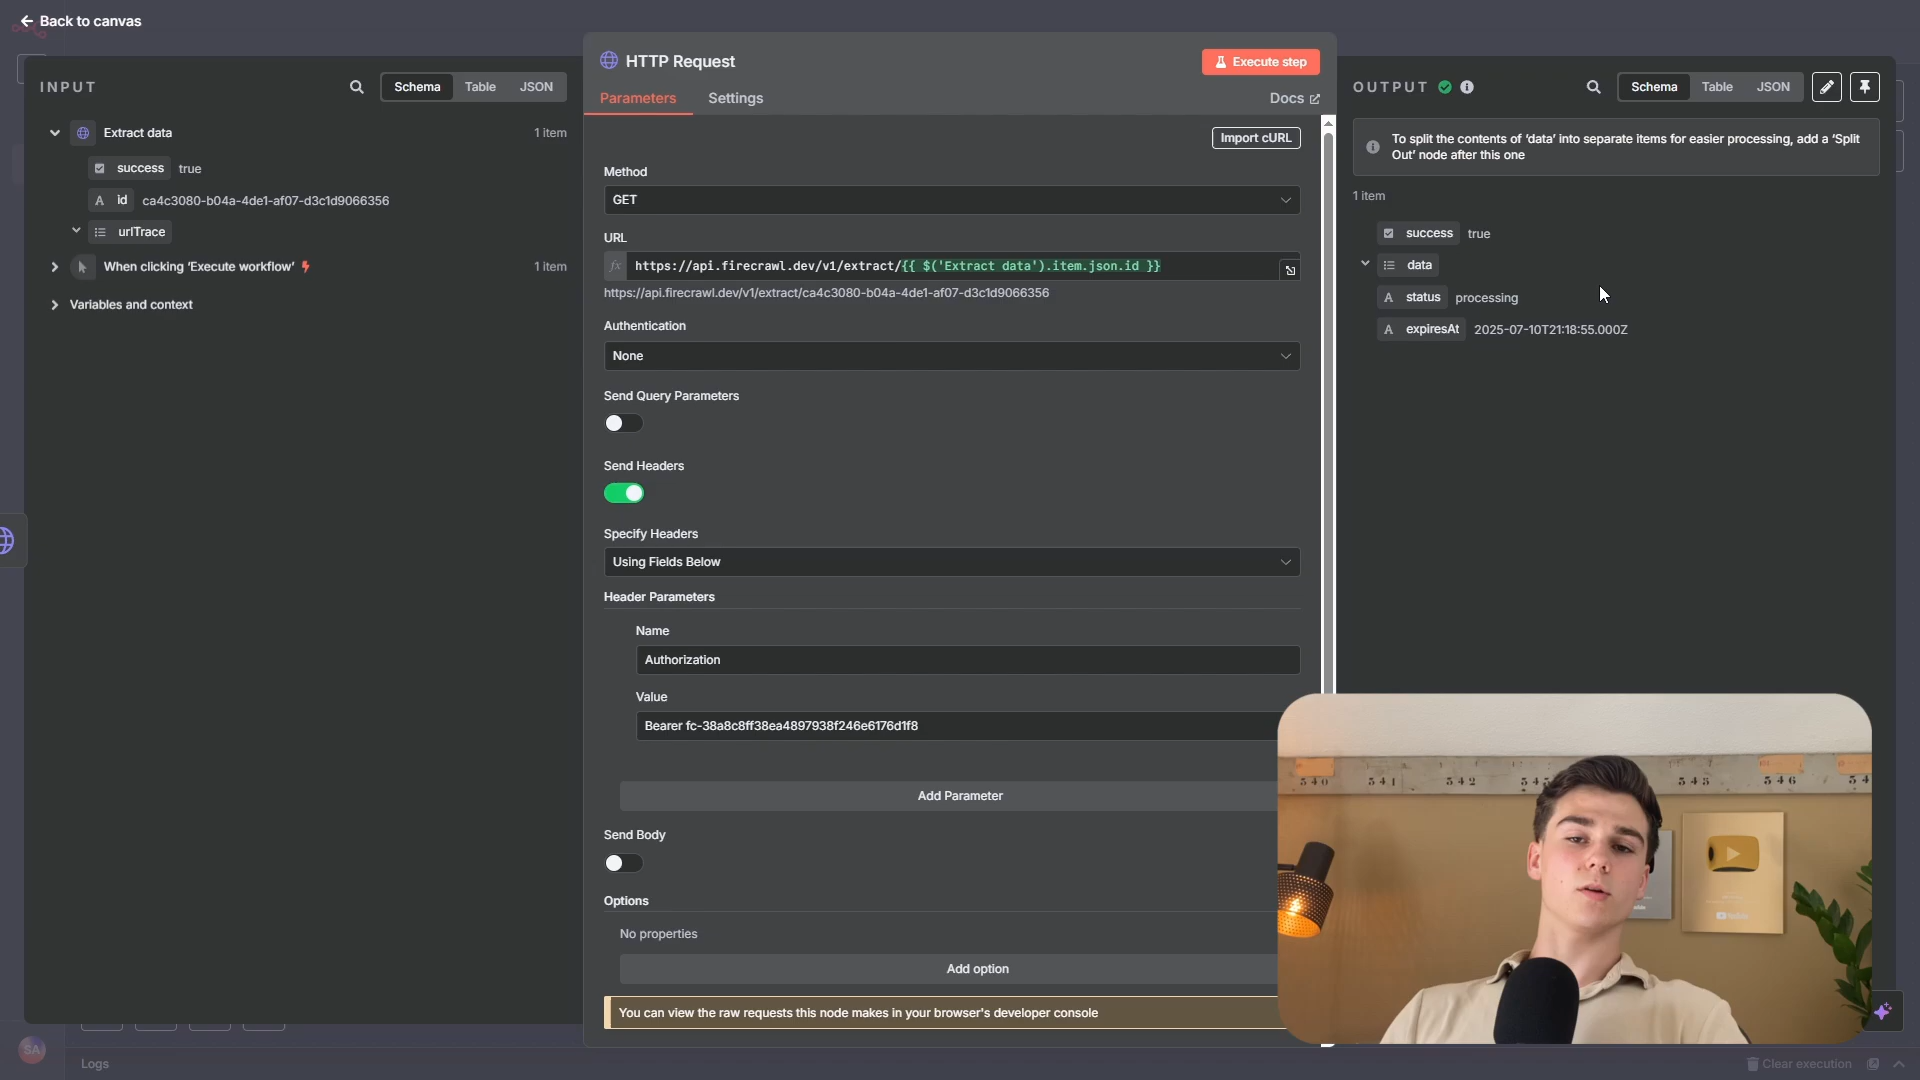 Back to canvas
INPUT
Schema
Table
JSON
Extract data
1 item
success
true
A
id
ca4c3080-b04a-4de1-af07-d3c1d9066356
urlTrace
When clicking ‘Execute workflow’
1 item
Variables and context
HTTP Request
Execute step
Parameters
Settings
Docs
Import cURL
Method
GET
URL
fx
https://api.firecrawl.dev/v1/extract/{{ $('Extract data').item.json.id }}
https://api.firecrawl.dev/v1/extract/ca4c3080-b04a-4de1-af07-d3c1d9066356
Authentication
None
Send Query Parameters
Send Headers
Specify Headers
Using Fields Below
Header Parameters
Name
Authorization
Value
Bearer fc-38a8c8ff38ea4897938f246e6176d1f8
Add Parameter
Send Body
Options
No properties
Add option
You can view the raw requests this node makes in your browser's developer console
OUTPUT
Schema
Table
JSON
To split the contents of ‘data’ into separate items for easier processing, add a ‘Split
Out’ node after this one
1 item
success
true
data
A
status
processing
A
expiresAt
2025-07-10T21:18:55.000Z
540
541
542
545
YouTube
SA
Logs
Clear execution